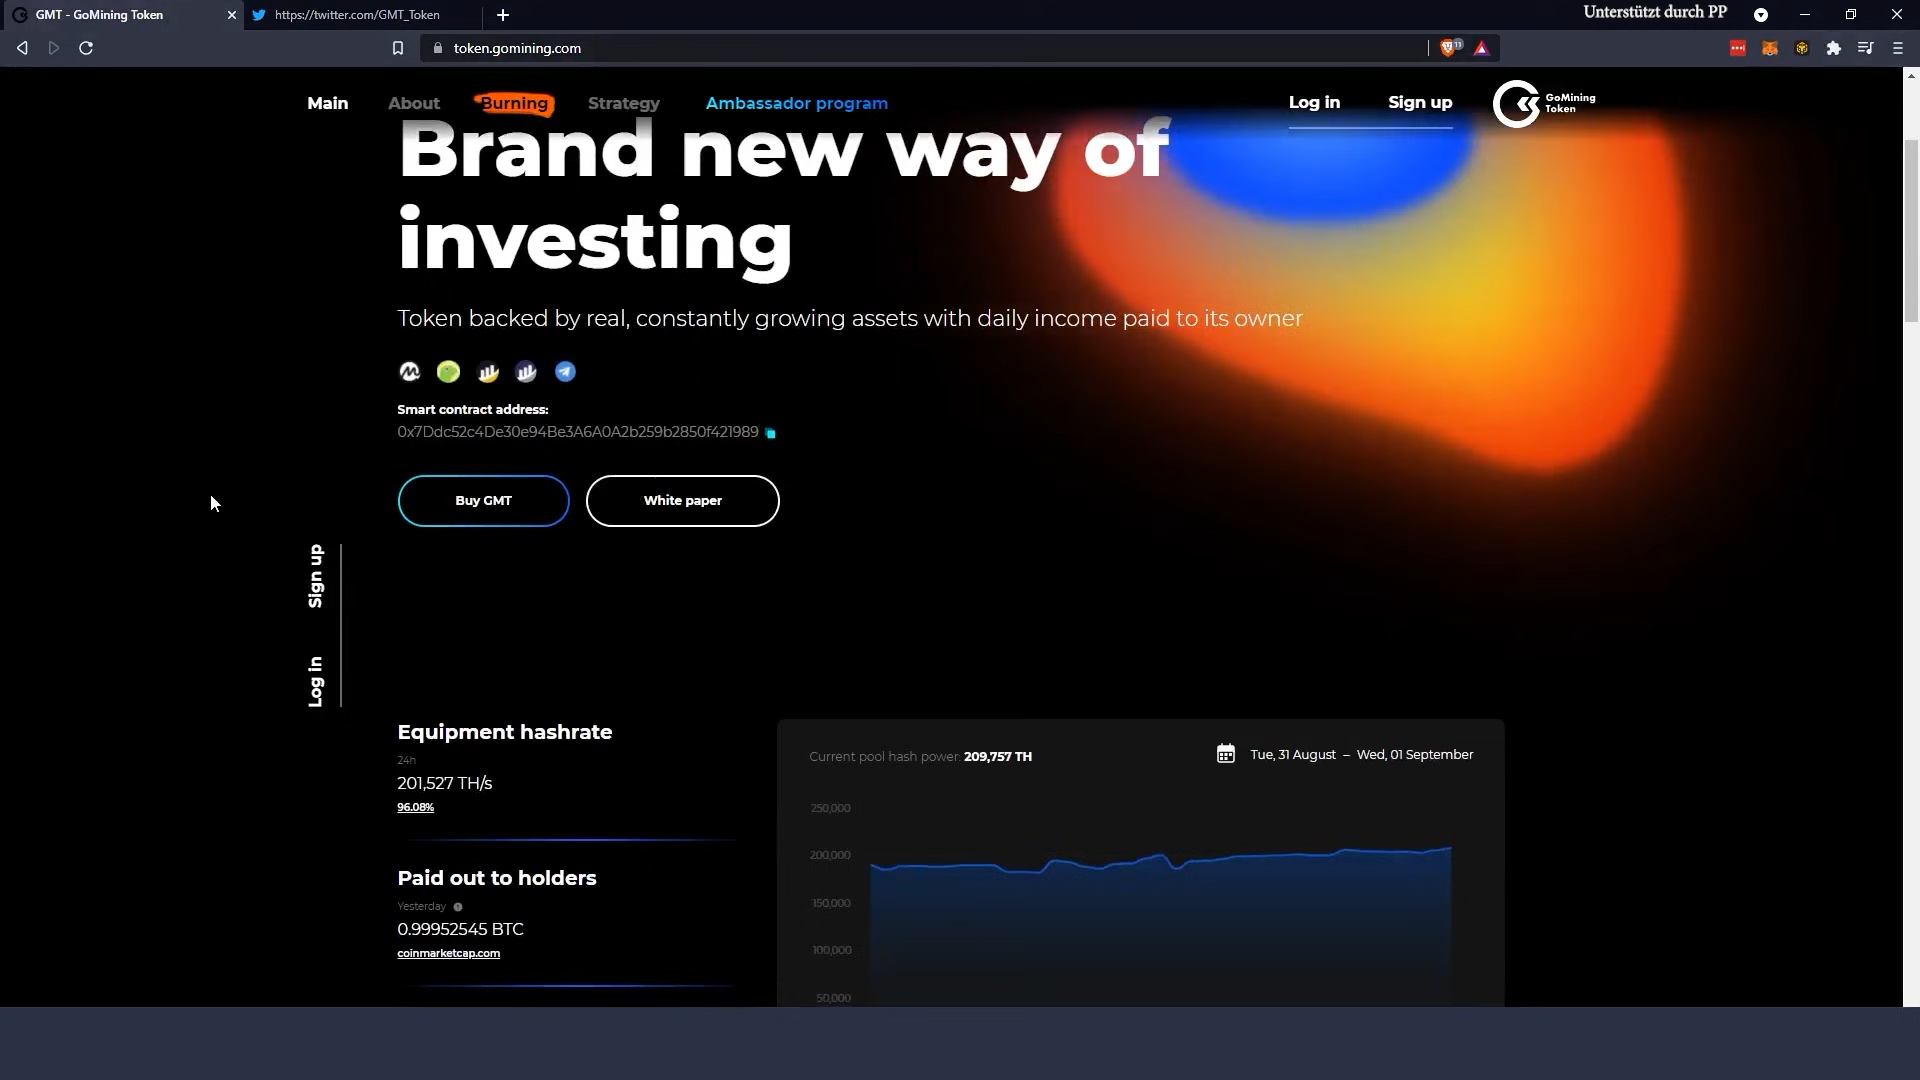 GMT - GoMining Token
https://twitter.com/GMT_Token
Unterstützt durch PP
token.gomining.com
11
Main
About
Burning
Strategy
Ambassador program
Log in
Sign up
GoMining
Token
Brand new way of
investing
Token backed by real, constantly growing assets with daily income paid to its owner
Smart contract address:
0x7Ddc52c4De30e94Be3A6A0A2b259b2850f421989
Buy GMT
White paper
Sign up
Log in
Equipment hashrate
24h
201,527 TH/s
96.08%
Paid out to holders
Yesterday
0.99952545 BTC
coinmarketcap.com
Current pool hash power: 209,757 TH
Tue, 31 August – Wed, 01 September
250,000
200,000
150,000
100,000
50,000